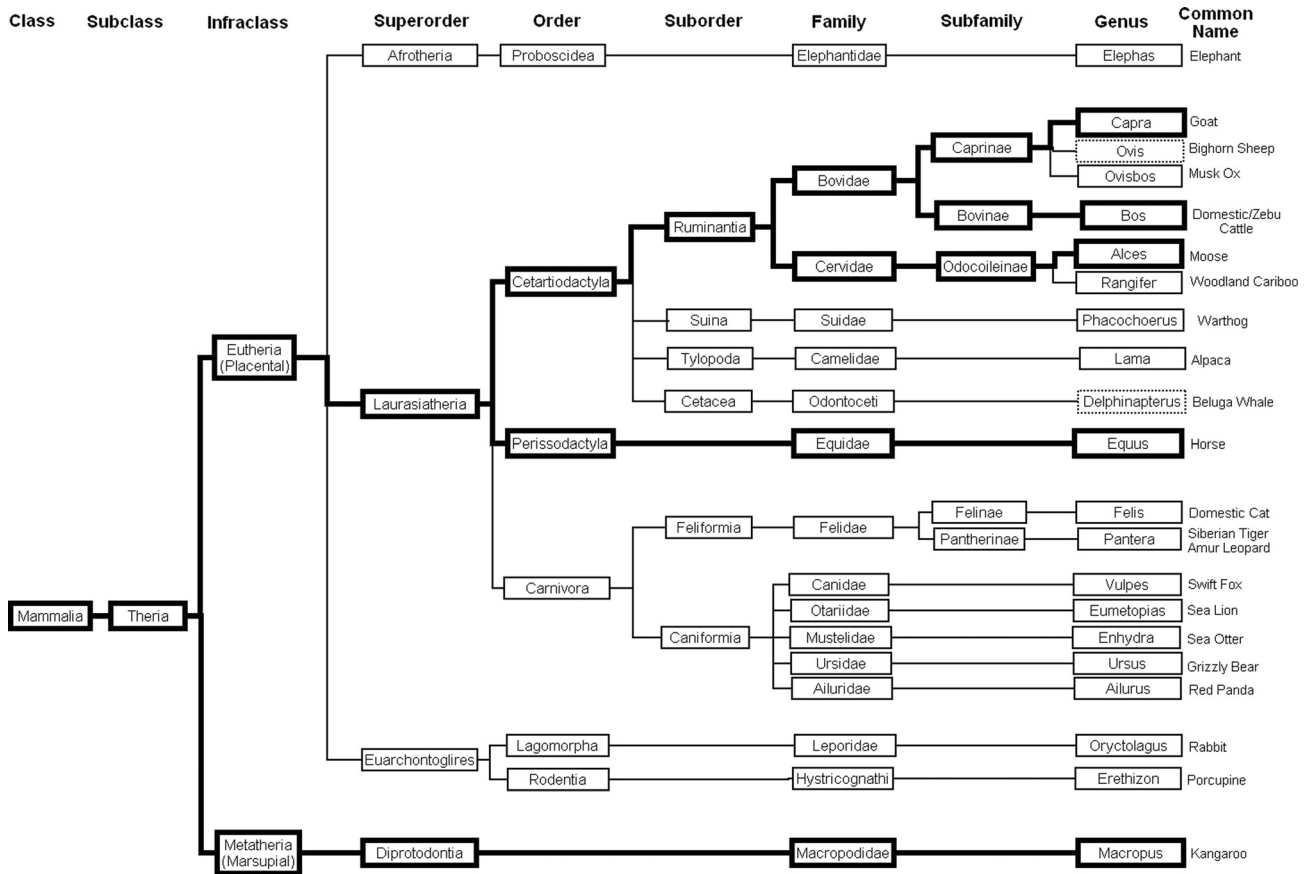 Class Subclass Infraclass Superorder Order Suborder Family Subfamily Genus Common
Name
Afrotheria Proboscidea Elephantidae Elephas Elephant
Capra Goat
Caprinae Ovis Bighorn Sheep
Ovisbos Musk Ox
Bovidae
Bovinae Bos Domestic/Zebu
Cattle
Ruminantia
Alces Moose
Cervidae Odocoileinae
Rangifer Woodland Cariboo
Cetartiodactyla
Suina Suidae Phacochoerus Warthog
Eutheria
(Placental)
Tylopoda Camelidae Lama Alpaca
Laurasiatheria Cetacea Odontoceti Delphinapterus Beluga Whale
Perissodactyla Equidae Equus Horse
Felinae Felis Domestic Cat
Feliformia Felidae
Pantherinae Pantera Siberian Tiger
Amur Leopard
Carnivora Canidae Vulpes Swift Fox
Mammalia Theria Otariidae Eumetopias Sea Lion
Caniformia Mustelidae Enhydra Sea Otter
Ursidae Ursus Grizzly Bear
Ailuridae Ailurus Red Panda
Lagomorpha Leporidae Oryctolagus Rabbit
Euarchontoglires
Rodentia Hystricognathi Erethizon Porcupine
Metatheria
(Marsupial)
Diprotodontia Macropodidae Macropus Kangaroo